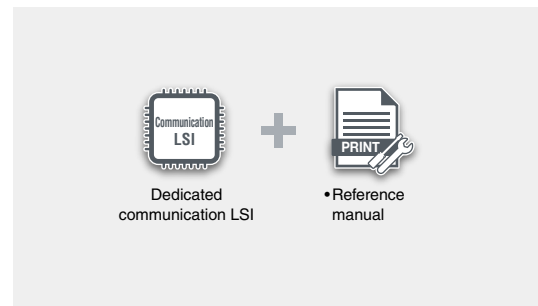 Communication
LSI
PRINT
Dedicated
communication LSI
•Reference
manual